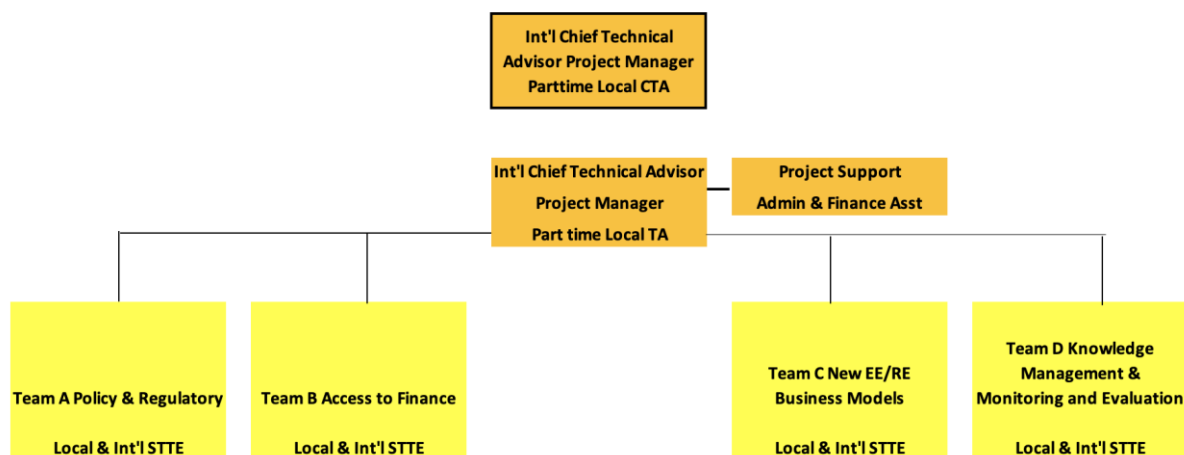 Int'l Chief Technical
Advisor Project Manager
Parttime Local CTA
Int'l Chief Technical Advisor
Project Manager
Part time Local TA
Project Support
Admin & Finance Asst
Team A Policy & Regulatory
Local & Int'l STTE
Team B Access to Finance
Local & Int'l STTE
Team C New EE/RE
Business Models
Local & Int'l STTE
Team D Knowledge
Management &
Monitoring and Evaluation
Local & Int'l STTE